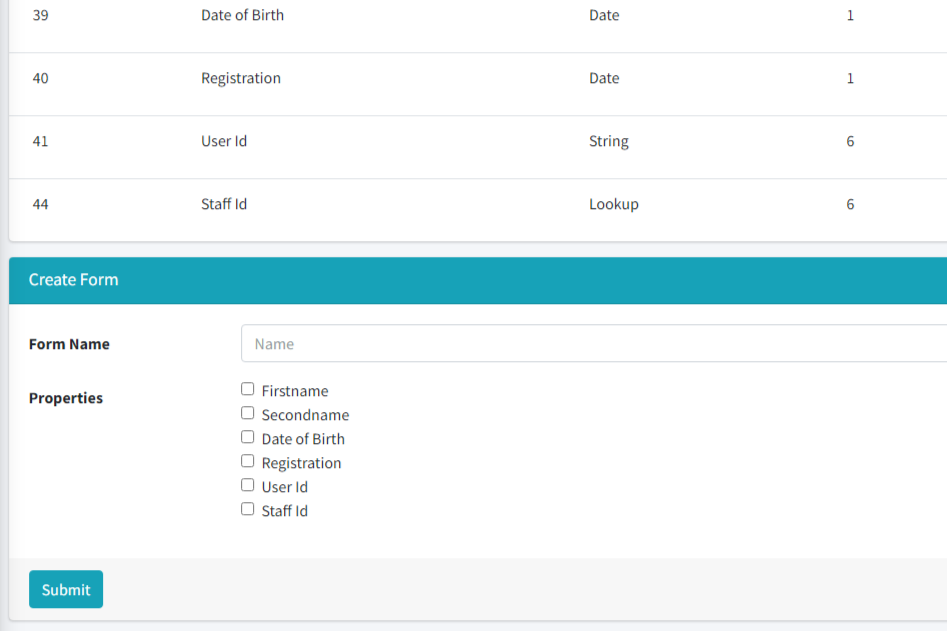 39 Date of Birth Date 1
40 Registration Date 1
41 User Id String 6
44 Staff Id Lookup 6
Create Form
Form Name Name
Properties
Firstname
Secondname
Date of Birth
Registration
User Id
Staff Id
Submit